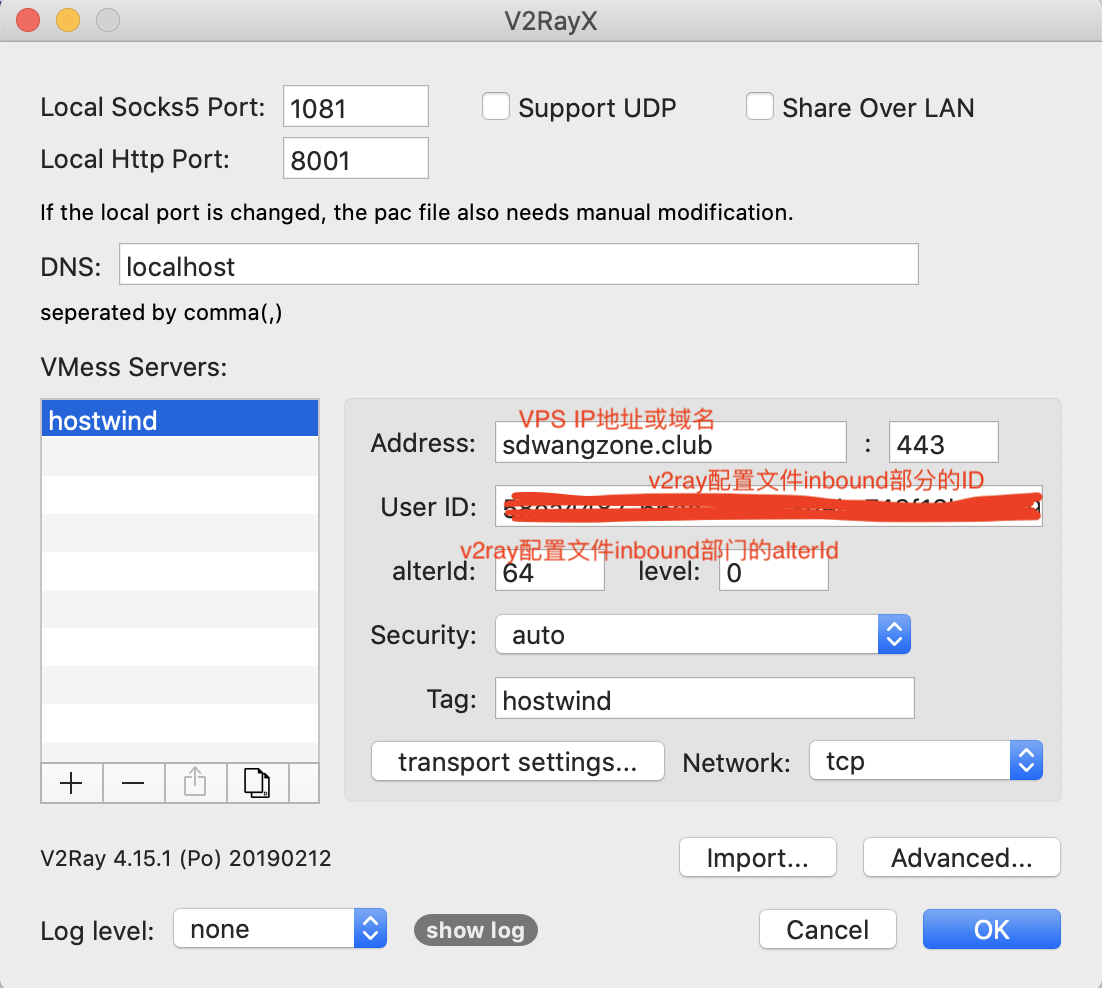 V2RayX
Local Socks5 Port: 1081 Support UDP Share Over LAN
Local Http Port: 8001
If the local port is changed, the pac file also needs manual modification.
DNS: localhost
seperated by comma(,)
VMess Servers:
hostwind
VPS IP地址或域名
Address: sdwangzone.club : 443
v2ray配置文件inbound部分的ID
User ID:
v2ray配置文件inbound部门的alterId
alterId: 64 level: 0
Security: auto
Tag: hostwind
transport settings... Network: tcp
V2Ray 4.15.1 (Po) 20190212 Import... Advanced...
Log level: none show log Cancel OK